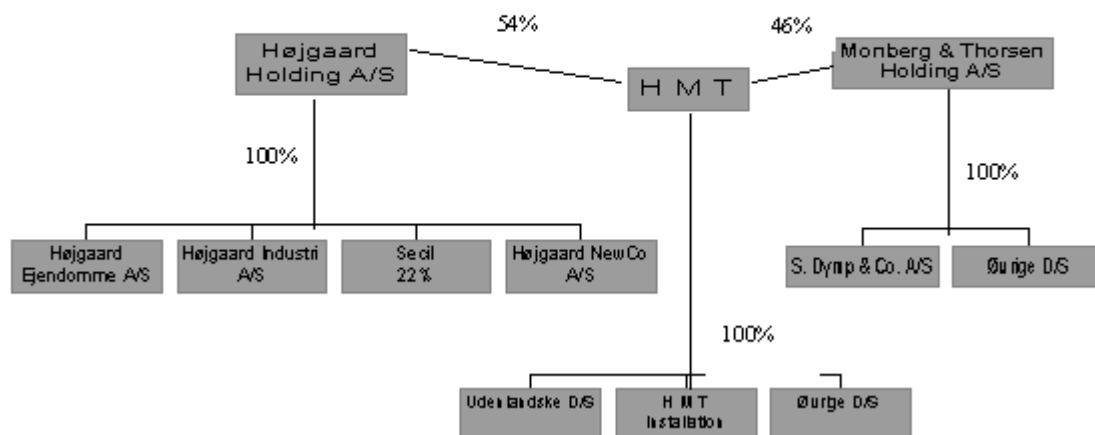 54%
46%
Højgaard
Holding A/S
H M T
Monberg & Thorsen
Holding A/S
100%
100%
Højgaard
Ejendomme A/S
Højgaard Industri
A/S
Secil
22%
Højgaard NewCo
A/S
S. Dyrup & Co. A/S
Øvrige D/S
100%
Udenlandske D/S
H M T
Installation
Øvrige D/S